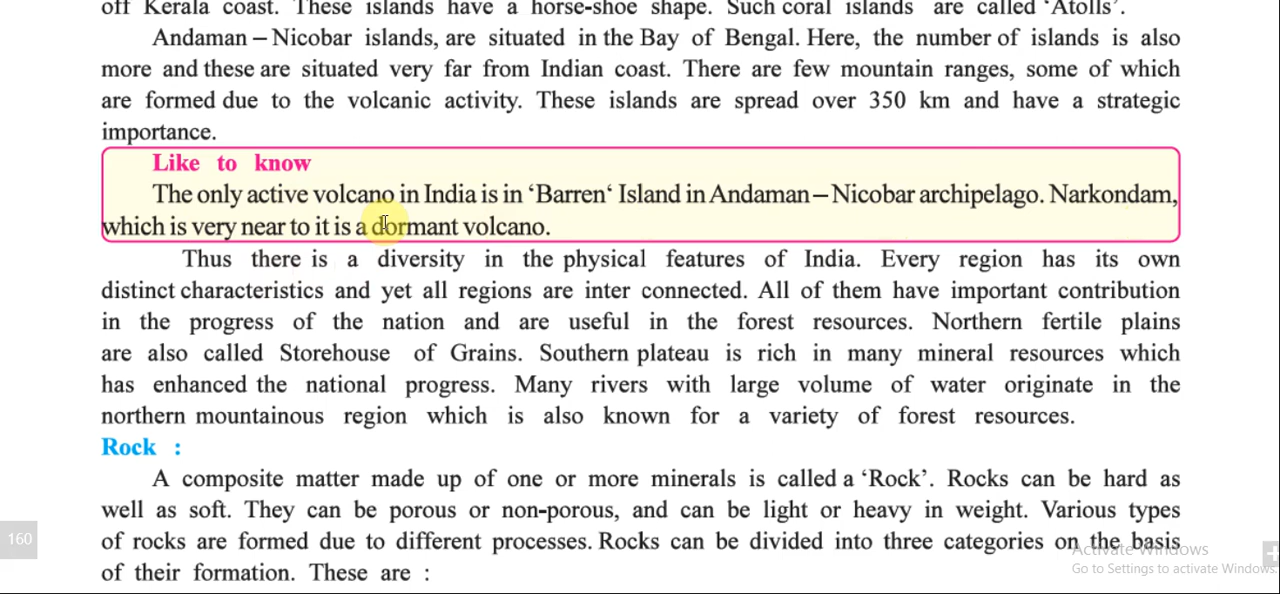 off Kerala coast. These islands have a horse-shoe shape. Such coral islands are called ‘Atolls’.
Andaman – Nicobar islands, are situated in the Bay of Bengal. Here, the number of islands is also
more and these are situated very far from Indian coast. There are few mountain ranges, some of which
are formed due to the volcanic activity. These islands are spread over 350 km and have a strategic
importance.
Like to know
The only active volcano in India is in ‘Barren‘ Island in Andaman – Nicobar archipelago. Narkondam,
which is very near to it is a dormant volcano.
Thus there is a diversity in the physical features of India. Every region has its own
distinct characteristics and yet all regions are inter connected. All of them have important contribution
in the progress of the nation and are useful in the forest resources. Northern fertile plains
are also called Storehouse of Grains. Southern plateau is rich in many mineral resources which
has enhanced the national progress. Many rivers with large volume of water originate in the
northern mountainous region which is also known for a variety of forest resources.
Rock :
A composite matter made up of one or more minerals is called a ‘Rock’. Rocks can be hard as
well as soft. They can be porous or non-porous, and can be light or heavy in weight. Various types
160
of rocks are formed due to different processes. Rocks can be divided into three categories on the basis
of their formation. These are :
Activate Windows
Go to Settings to activate Windows.